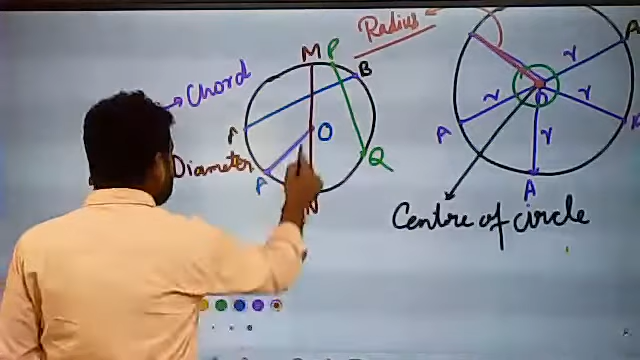 Radius
M P
B
Chord
A
O
Diameter
A
Q
N
A
r
r
r
r
O
A
A
Centre of circle